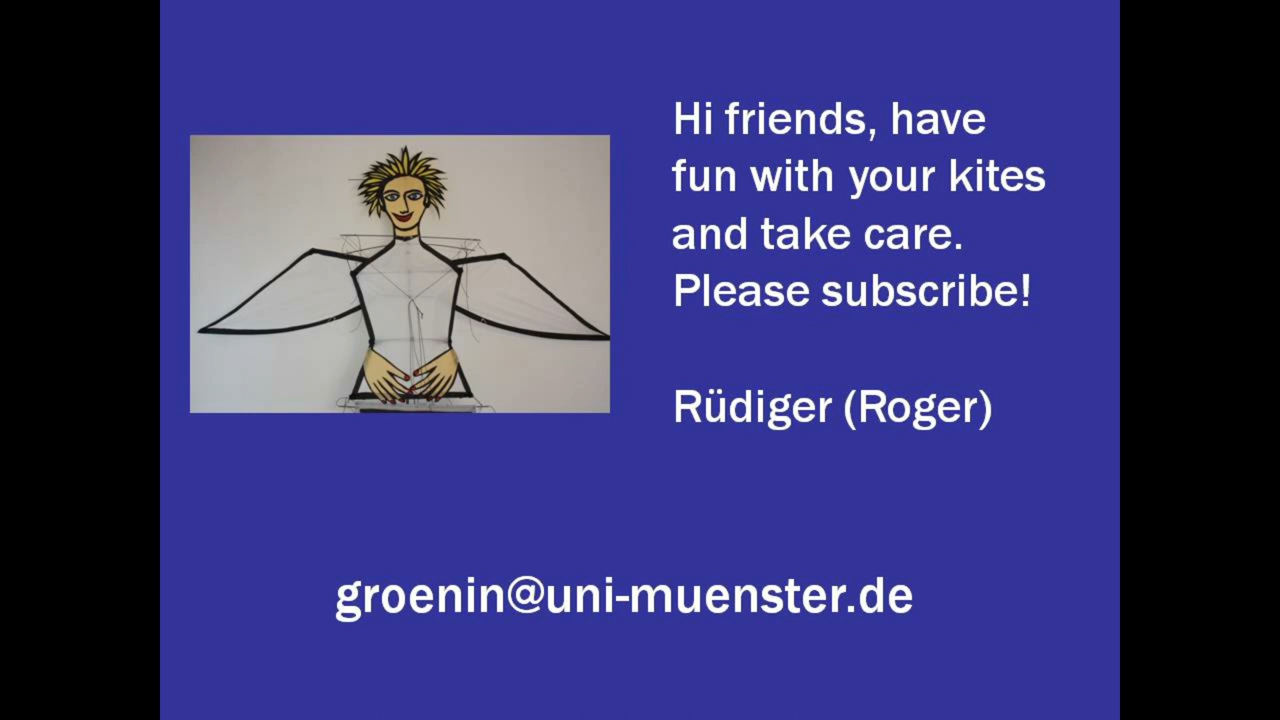 Hi friends, have
fun with your kites
and take care.
Please subscribe!
Rüdiger (Roger)
groenin@uni-muenster.de